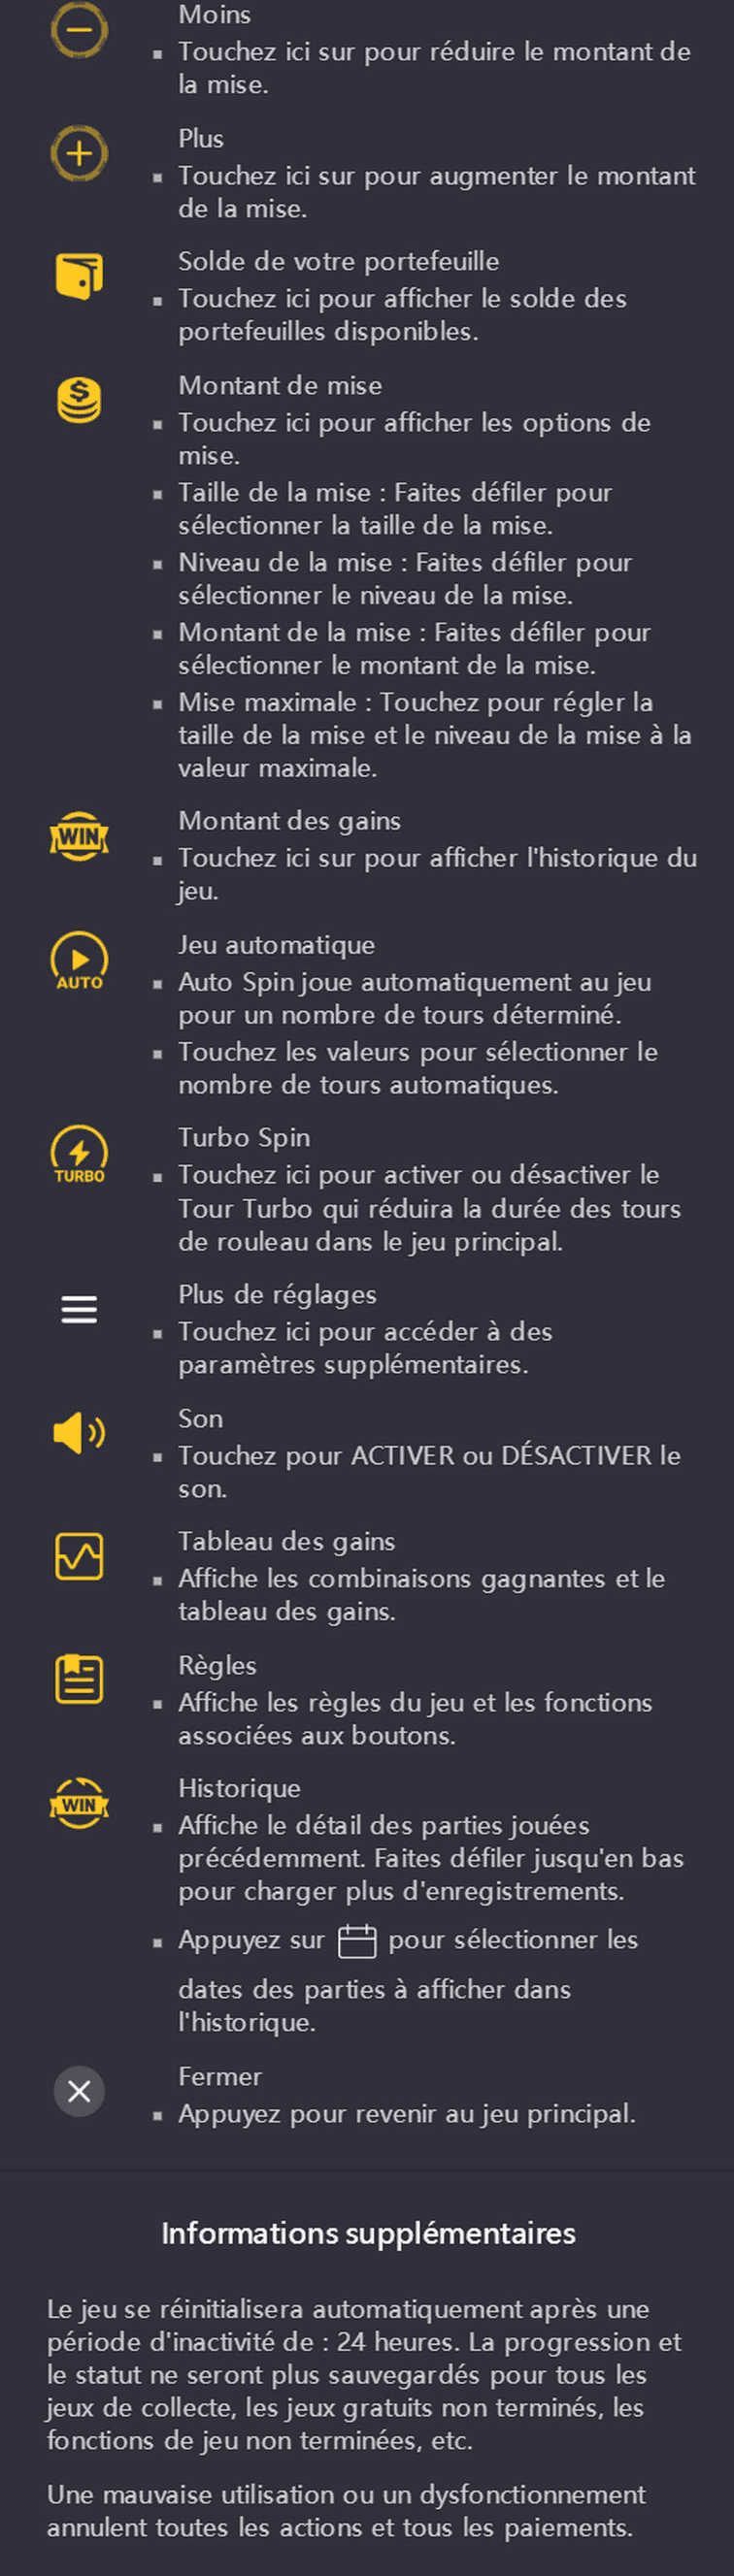 Moins
▪ Touchez ici sur pour réduire le montant de
la mise.
Plus
▪ Touchez ici sur pour augmenter le montant
de la mise.
Solde de votre portefeuille
▪ Touchez ici pour afficher le solde des
portefeuilles disponibles.
$
Montant de mise
▪ Touchez ici pour afficher les options de
mise.
▪ Taille de la mise : Faites défiler pour
sélectionner la taille de la mise.
▪ Niveau de la mise : Faites défiler pour
sélectionner le niveau de la mise.
▪ Montant de la mise : Faites défiler pour
sélectionner le montant de la mise.
▪ Mise maximale : Touchez pour régler la
taille de la mise et le niveau de la mise à la
valeur maximale.
WIN
Montant des gains
▪ Touchez ici sur pour afficher l'historique du
jeu.
AUTO
Jeu automatique
▪ Auto Spin joue automatiquement au jeu
pour un nombre de tours déterminé.
▪ Touchez les valeurs pour sélectionner le
nombre de tours automatiques.
TURBO
Turbo Spin
▪ Touchez ici pour activer ou désactiver le
Tour Turbo qui réduira la durée des tours
de rouleau dans le jeu principal.
Plus de réglages
▪ Touchez ici pour accéder à des
paramètres supplémentaires.
Son
▪ Touchez pour ACTIVER ou DÉSACTIVER le
son.
Tableau des gains
▪ Affiche les combinaisons gagnantes et le
tableau des gains.
Règles
▪ Affiche les règles du jeu et les fonctions
associées aux boutons.
WIN
Historique
▪ Affiche le détail des parties jouées
précédemment. Faites défiler jusqu'en bas
pour charger plus d'enregistrements.
▪ Appuyez sur pour sélectionner les
dates des parties à afficher dans
l'historique.
Fermer
▪ Appuyez pour revenir au jeu principal.
Informations supplémentaires
Le jeu se réinitialisera automatiquement après une
période d'inactivité de : 24 heures. La progression et
le statut ne seront plus sauvegardés pour tous les
jeux de collecte, les jeux gratuits non terminés, les
fonctions de jeu non terminées, etc.
Une mauvaise utilisation ou un dysfonctionnement
annulent toutes les actions et tous les paiements.